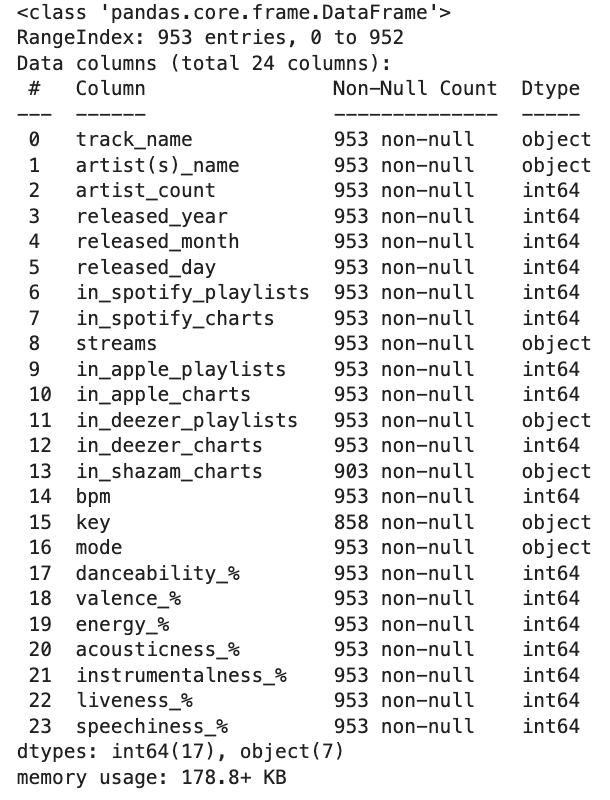 <class 'pandas.core.frame.DataFrame'>
RangeIndex: 953 entries, 0 to 952
Data columns (total 24 columns):
 #   Column                Non-Null Count  Dtype
---  ------                --------------  -----
 0   track_name            953 non-null    object
 1   artist(s)_name        953 non-null    object
 2   artist_count          953 non-null    int64
 3   released_year         953 non-null    int64
 4   released_month        953 non-null    int64
 5   released_day          953 non-null    int64
 6   in_spotify_playlists  953 non-null    int64
 7   in_spotify_charts     953 non-null    int64
 8   streams               953 non-null    object
 9   in_apple_playlists    953 non-null    int64
 10  in_apple_charts       953 non-null    int64
 11  in_deezer_playlists   953 non-null    object
 12  in_deezer_charts      953 non-null    int64
 13  in_shazam_charts      903 non-null    object
 14  bpm                   953 non-null    int64
 15  key                   858 non-null    object
 16  mode                  953 non-null    object
 17  danceability_%        953 non-null    int64
 18  valence_%             953 non-null    int64
 19  energy_%              953 non-null    int64
 20  acousticness_%        953 non-null    int64
 21  instrumentalness_%    953 non-null    int64
 22  liveness_%            953 non-null    int64
 23  speechiness_%         953 non-null    int64
dtypes: int64(17), object(7)
memory usage: 178.8+ KB